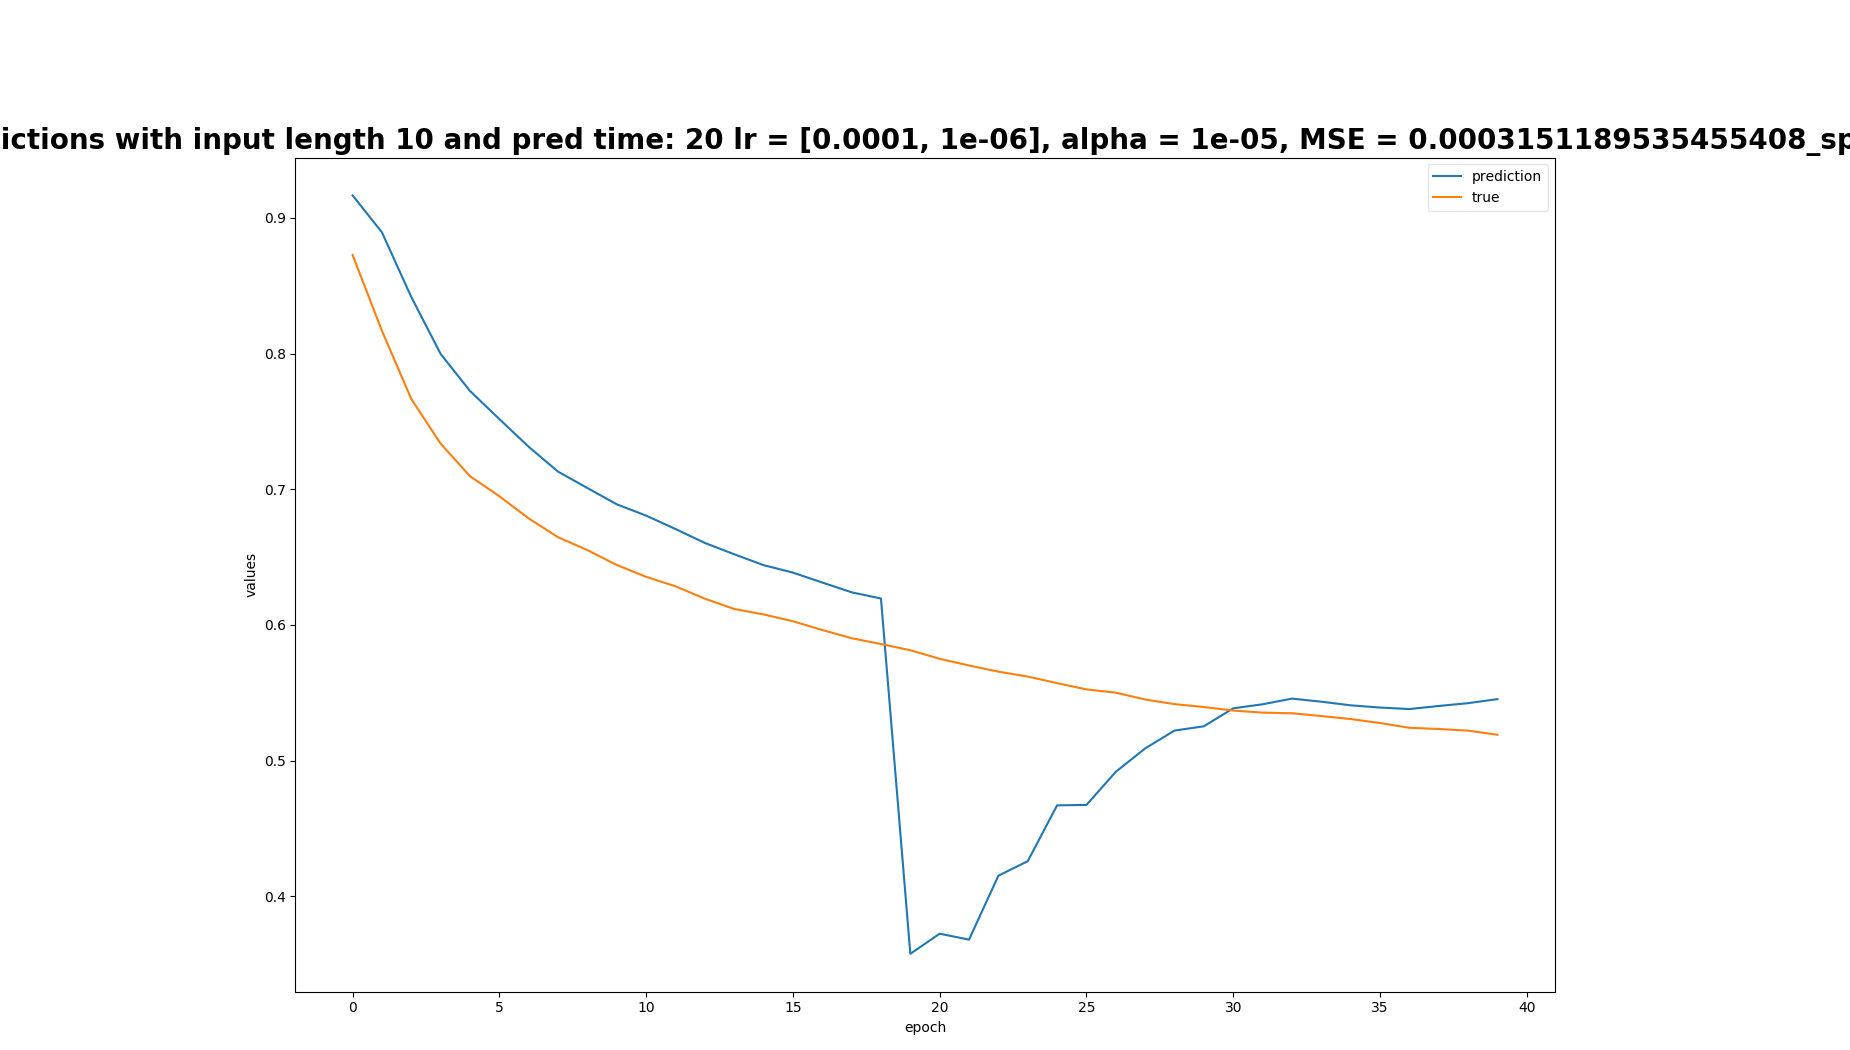 ictions with input length 10 and pred time: 20 lr = [0.0001, 1e-06], alpha = 1e-05, MSE = 0.0003151189535455408_sp
prediction
true
0.9
0.8
0.7
0.6
0.5
0.4
values
0 5 10 15 20 25 30 35 40
epoch